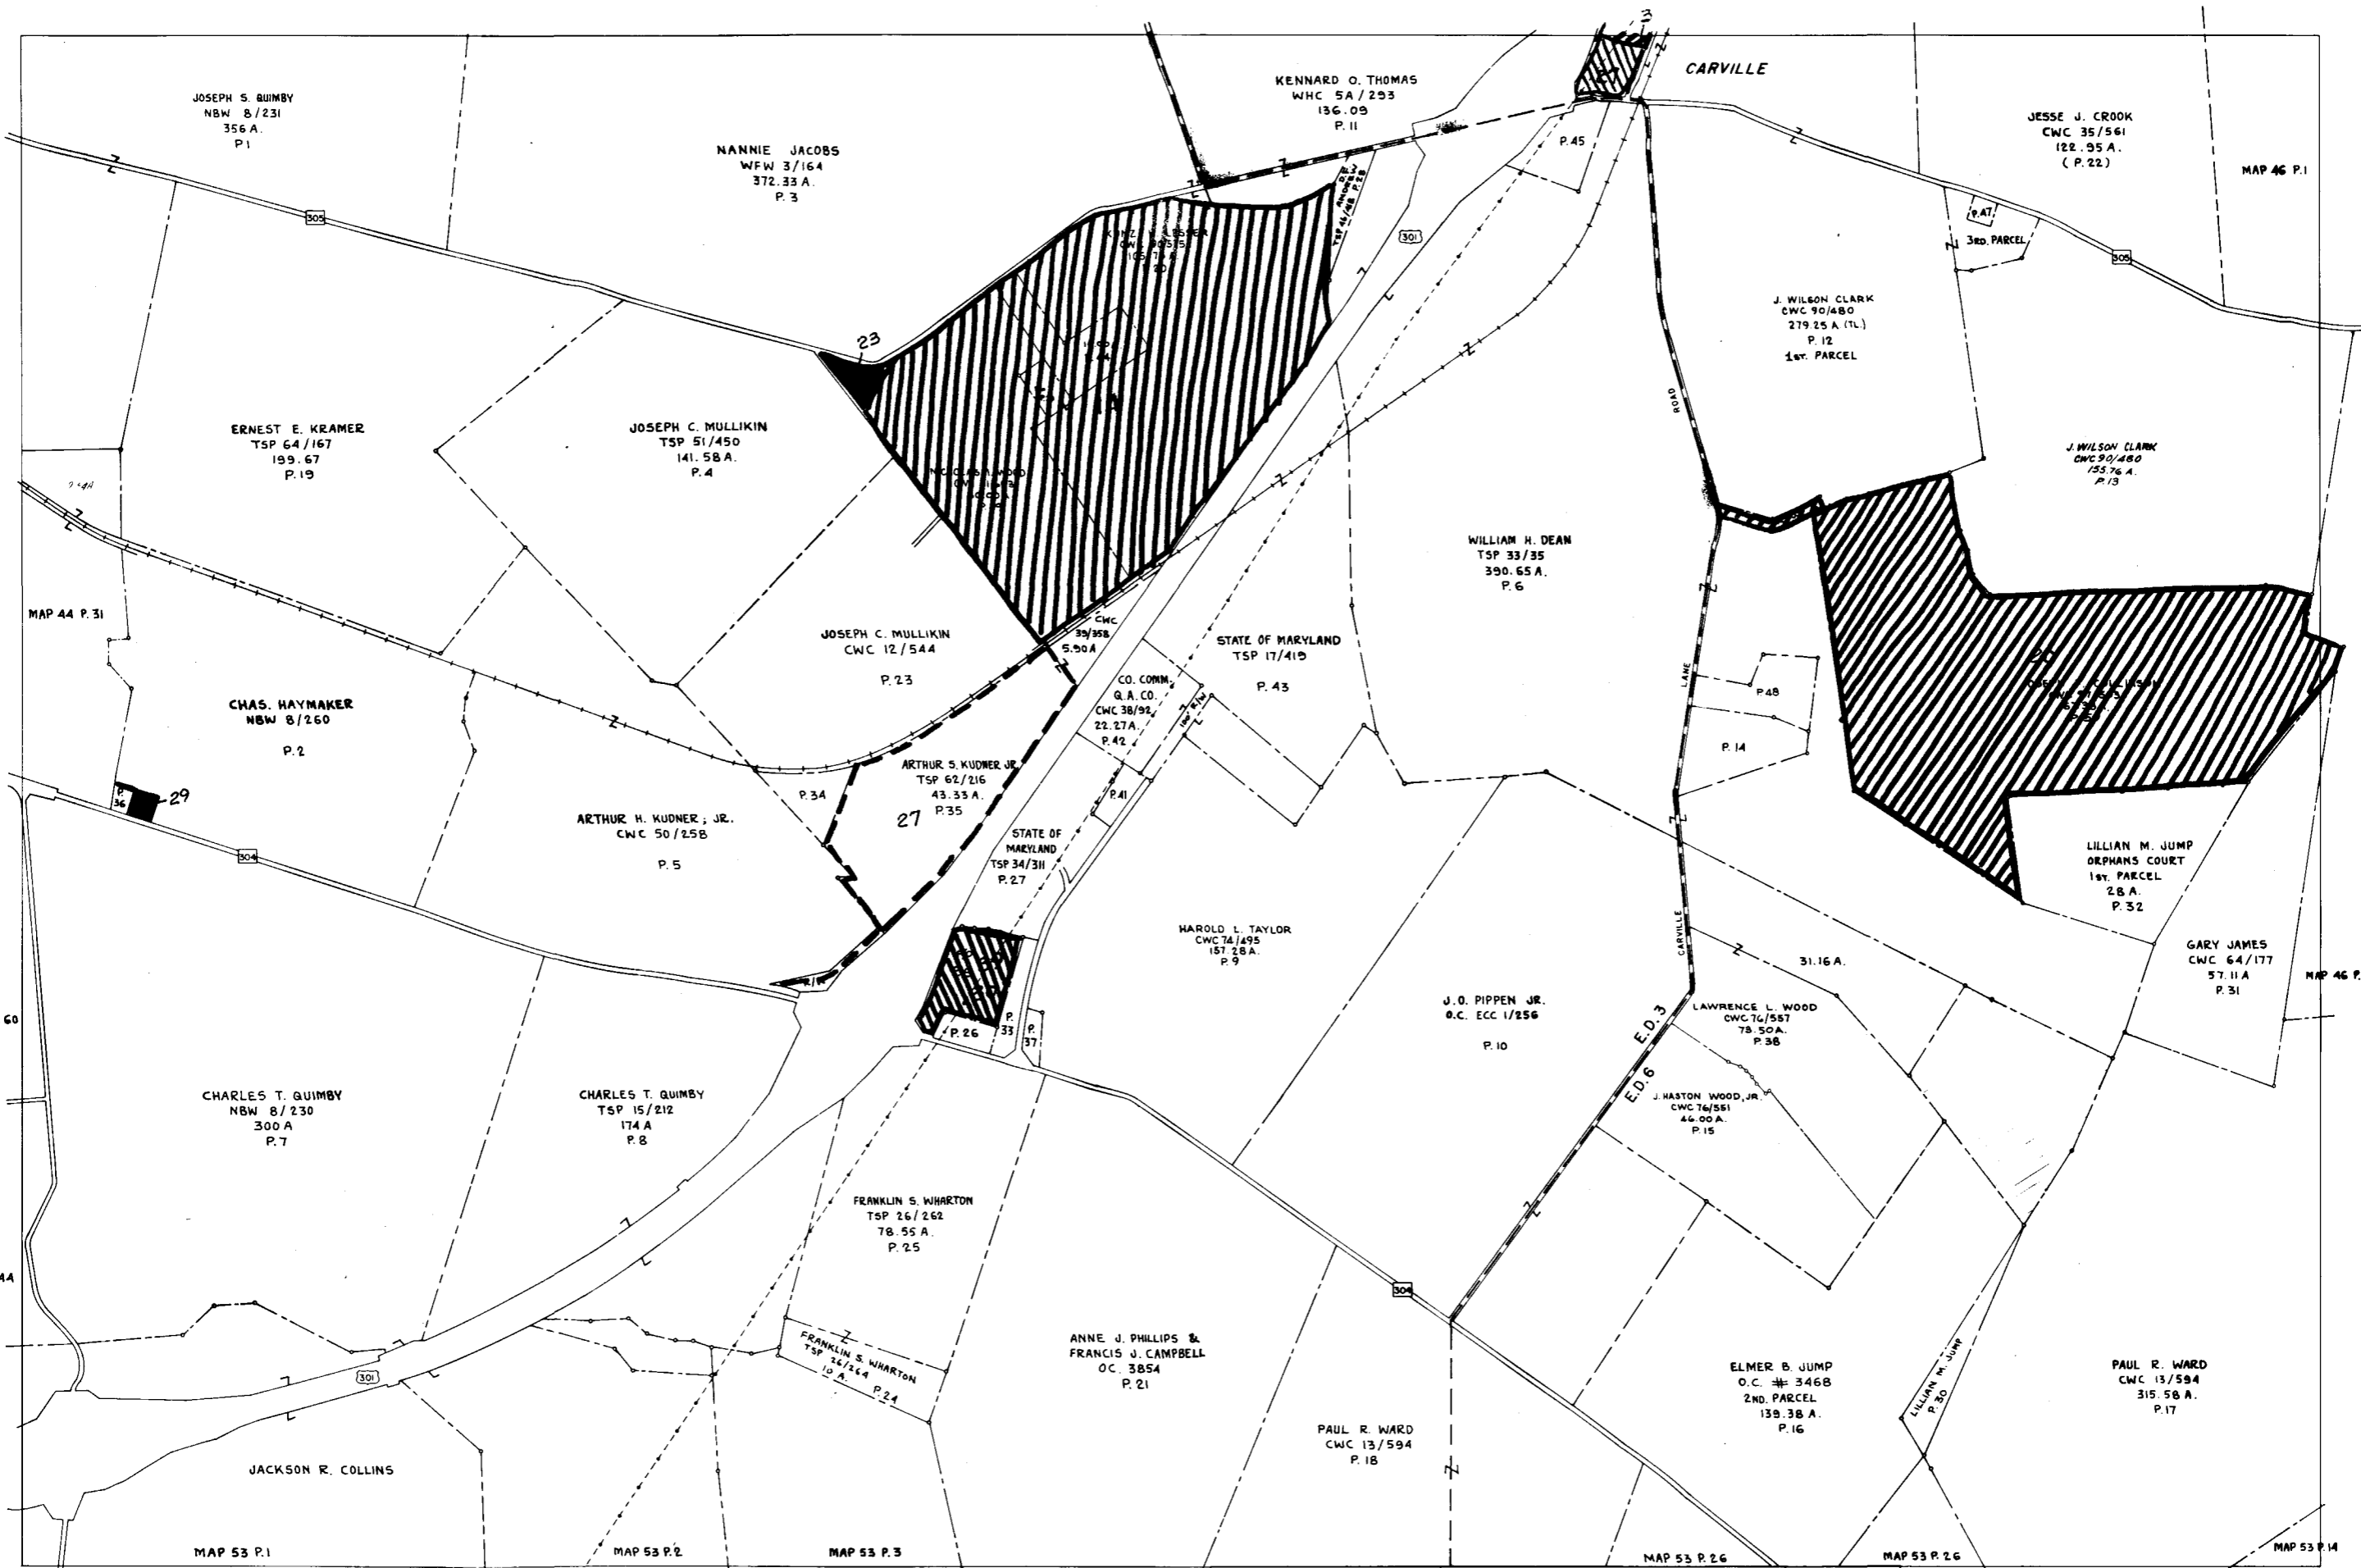 3
CARVILLE
JOSEPH S. QUIMBY
NBW 8/231
356 A.
P.1
NANNIE JACOBS
WFW 3/164
372.33 A.
P. 3
KENNARD O. THOMAS
WHC 5A/293
136.09
P. 11
JESSE J. CROOK
CWC 35/561
122.95 A.
( P. 22 )
MAP 46 P.1
P.45
P.47
3RD. PARCEL
305
305
301
TSP 46/48 P.28
23
J. WILSON CLARK
CWC 90/480
279.25 A (TL.)
P. 12
1ST. PARCEL
J. WILSON CLARK
CWC 90/480
155.76 A.
P. 13
ERNEST E. KRAMER
TSP 64/167
199.67
P. 19
JOSEPH C. MULLIKIN
TSP 51/450
141.58 A.
P. 4
ROAD
WILLIAM H. DEAN
TSP 33/35
390.65 A.
P. 6
MAP 44 P. 31
JOSEPH C. MULLIKIN
CWC 12/544
P. 23
CWC
39/358
5.90 A
STATE OF MARYLAND
TSP 17/419
P. 43
CO. COMM.
Q.A. CO.
CWC 38/92
22.27A.
P. 42
100' R/W
LANE
P.48
P. 14
20
CHAS. HAYMAKER
NBW 8/260
P. 2
P.
36
29
304
ARTHUR H. KUDNER, JR.
CWC 50/258
P. 5
P. 34
ARTHUR S. KUDNER JR.
TSP 62/216
43.33 A.
P. 35
27
P.41
STATE OF
MARYLAND
TSP 34/311
P. 27
LILLIAN M. JUMP
ORPHANS COURT
1ST. PARCEL
28 A.
P. 32
GARY JAMES
CWC 64/177
57.11 A
P. 31
MAP 46 P.
HAROLD L. TAYLOR
CWC 74/495
157.28 A.
P. 9
CARVILLE
31.16 A.
R/W
P. 26
P.
33
P.
37
J.O. PIPPEN JR.
O.C. ECC 1/256
P. 10
E.D. 3
E.D. 6
LAWRENCE L. WOOD
CWC 76/557
73.50A.
P. 38
J. HASTON WOOD, JR.
CWC 76/551
46.00 A.
P. 15
60
CHARLES T. QUIMBY
NBW 8/230
300 A
P. 7
CHARLES T. QUIMBY
TSP 15/212
174 A
P. 8
FRANKLIN S. WHARTON
TSP 26/262
78.55 A.
P. 25
44
304
301
FRANKLIN S. WHARTON
TSP 26/264
10 A. P. 24
ANNE J. PHILLIPS &
FRANCIS J. CAMPBELL
OC. 3854
P. 21
ELMER B. JUMP
O.C. # 3468
2ND. PARCEL
139.38 A.
P. 16
LILLIAN M. JUMP
P. 30
PAUL R. WARD
CWC 13/594
315.58 A.
P. 17
PAUL R. WARD
CWC 13/594
P. 18
JACKSON R. COLLINS
MAP 53 P.1
MAP 53 P.2
MAP 53 P.3
MAP 53 P. 26
MAP 53 P. 26
MAP 53 P.14